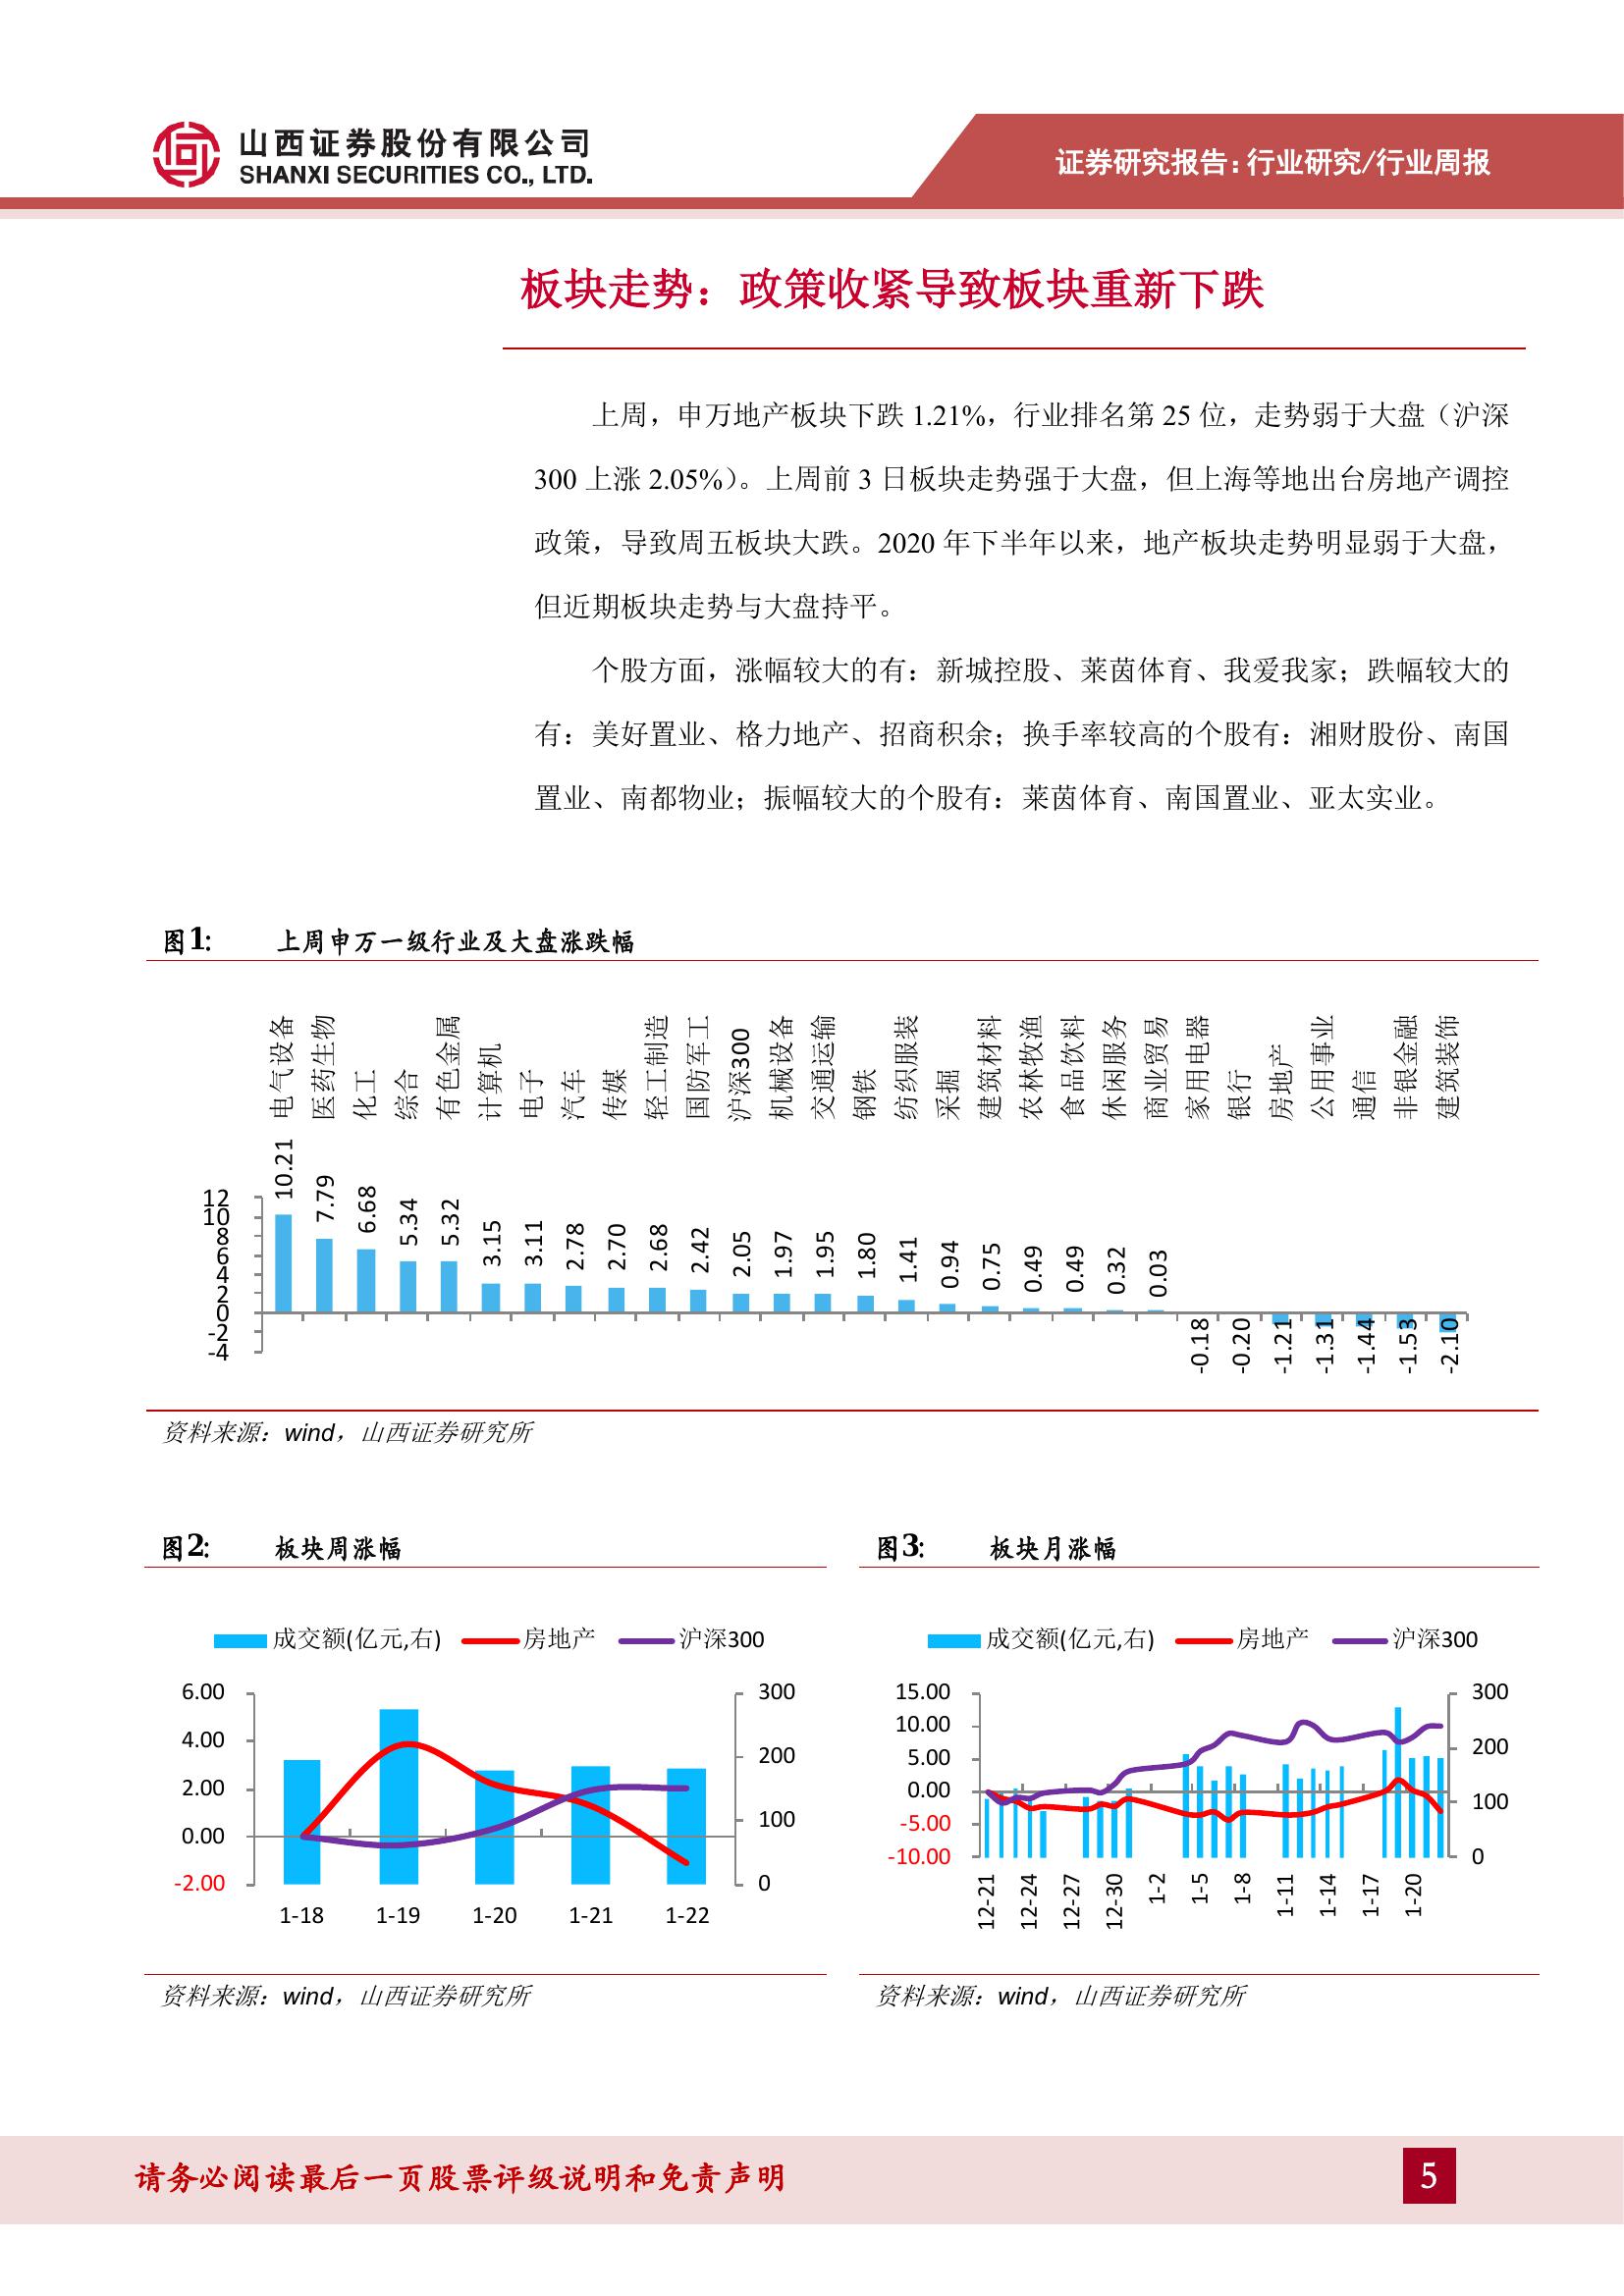 山西证券股份有限公司
SHANXI SECURITIES CO., LTD.
证券研究报告:行业研究/行业周报
板块走势：政策收紧导致板块重新下跌
上周，申万地产板块下跌 1.21%，行业排名第 25 位，走势弱于大盘（沪深
300 上涨 2.05%）。上周前 3 日板块走势强于大盘，但上海等地出台房地产调控
政策，导致周五板块大跌。2020 年下半年以来，地产板块走势明显弱于大盘，
但近期板块走势与大盘持平。
个股方面，涨幅较大的有：新城控股、莱茵体育、我爱我家；跌幅较大的
有：美好置业、格力地产、招商积余；换手率较高的个股有：湘财股份、南国
置业、南都物业；振幅较大的个股有：莱茵体育、南国置业、亚太实业。
图1: 上周申万一级行业及大盘涨跌幅
电气设备 医药生物 化工 综合 有色金属 计算机 电子 汽车 传媒 轻工制造 国防军工 沪深300 机械设备 交通运输 钢铁 纺织服装 采掘 建筑材料 农林牧渔 食品饮料 休闲服务 商业贸易 家用电器 银行 房地产 公用事业 通信 非银金融 建筑装饰
10.21 7.79 6.68 5.34 5.32 3.15 3.11 2.78 2.70 2.68 2.42 2.05 1.97 1.95 1.80 1.41 0.94 0.75 0.49 0.49 0.32 0.03 -0.18 -0.20 -1.21 -1.31 -1.44 -1.53 -2.10
12
10
8
6
4
2
0
-2
-4
资料来源：wind，山西证券研究所
图2: 板块周涨幅
成交额(亿元,右) 房地产 沪深300
6.00
4.00
2.00
0.00
-2.00
300
200
100
0
1-18 1-19 1-20 1-21 1-22
资料来源：wind，山西证券研究所
图3: 板块月涨幅
成交额(亿元,右) 房地产 沪深300
15.00
10.00
5.00
0.00
-5.00
-10.00
300
200
100
0
12-21 12-24 12-27 12-30 1-2 1-5 1-8 1-11 1-14 1-17 1-20
资料来源：wind，山西证券研究所
请务必阅读最后一页股票评级说明和免责声明
5